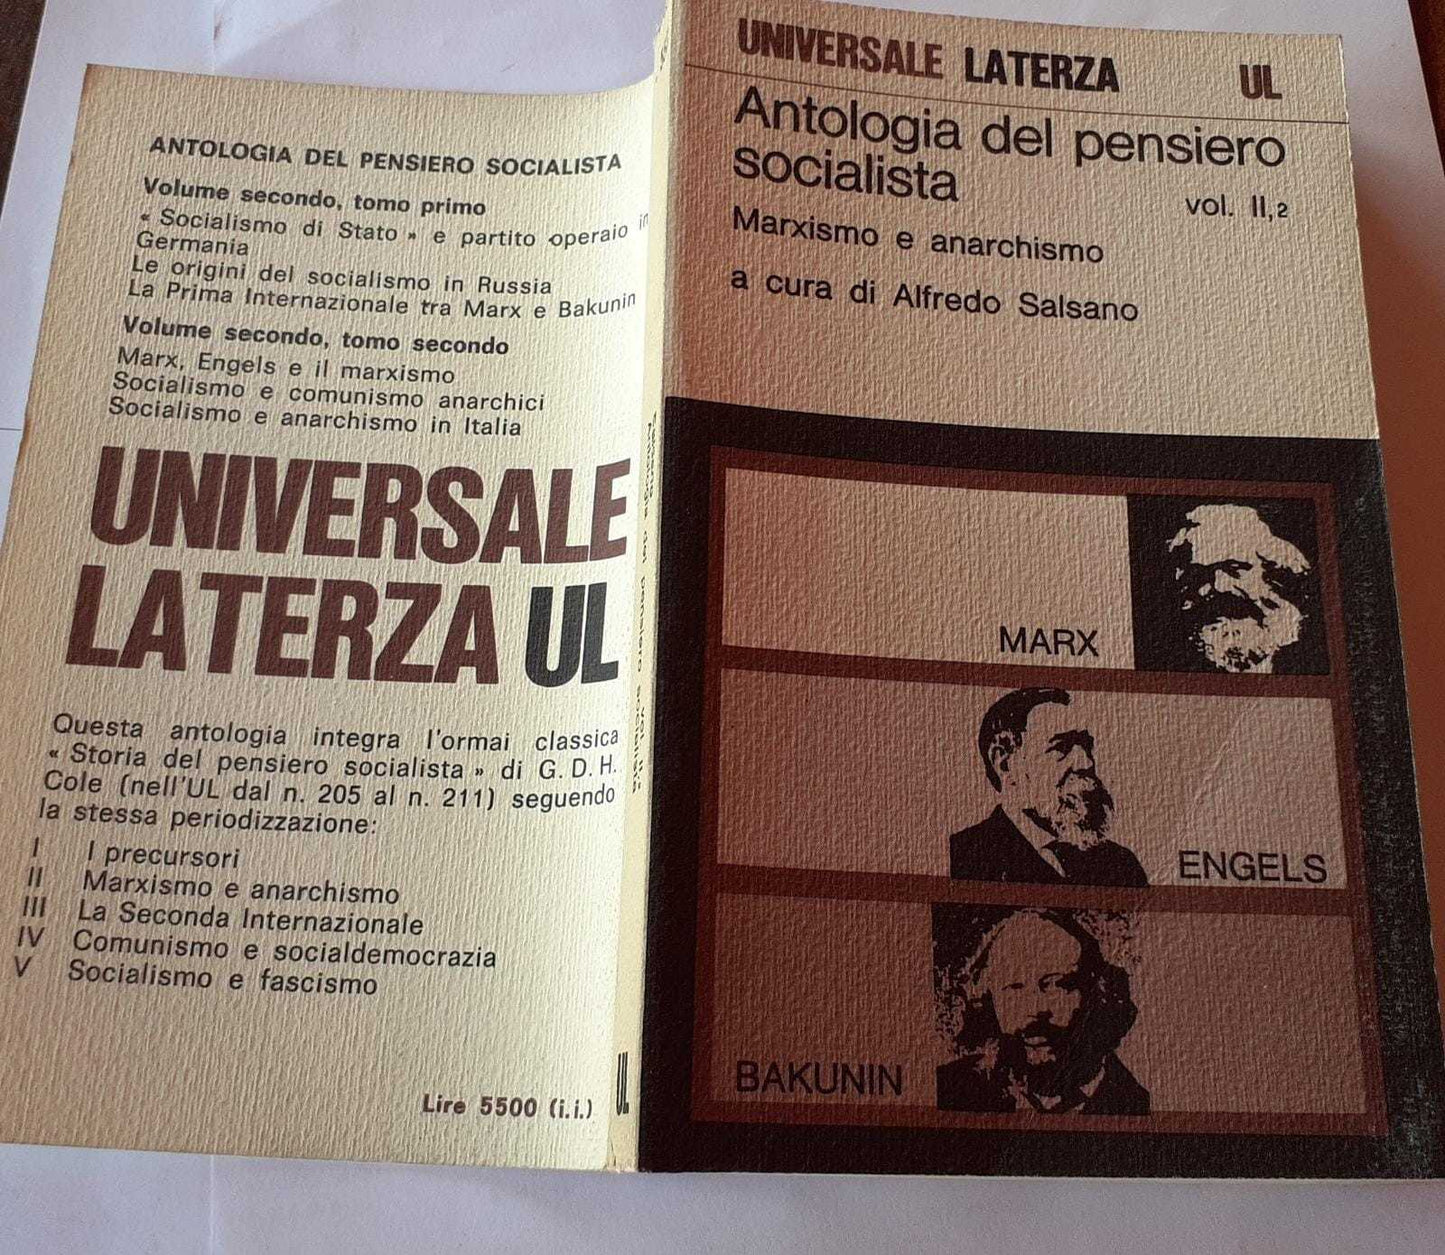 ANTOLOGIA DEL PENSIERO SOCIALISTA
Volume secondo, tomo primo
« Socialismo di Stato » e partito operaio in
Germania
Le origini del socialismo in Russia
La Prima Internazionale tra Marx e Bakunin
Volume secondo, tomo secondo
Marx, Engels e il marxismo
Socialismo e comunismo anarchici
Socialismo e anarchismo in Italia
UNIVERSALE
LATERZA UL
Questa antologia integra l'ormai classica
« Storia del pensiero socialista » di G. D. H.
Cole (nell'UL dal n. 205 al n. 211) seguendo
la stessa periodizzazione:
I I precursori
II Marxismo e anarchismo
III La Seconda Internazionale
IV Comunismo e socialdemocrazia
V Socialismo e fascismo
Lire 5500 (i.i.)
UL
UNIVERSALE LATERZA UL
Antologia del pensiero
socialista
vol. II,2
Marxismo e anarchismo
a cura di Alfredo Salsano
MARX
ENGELS
BAKUNIN